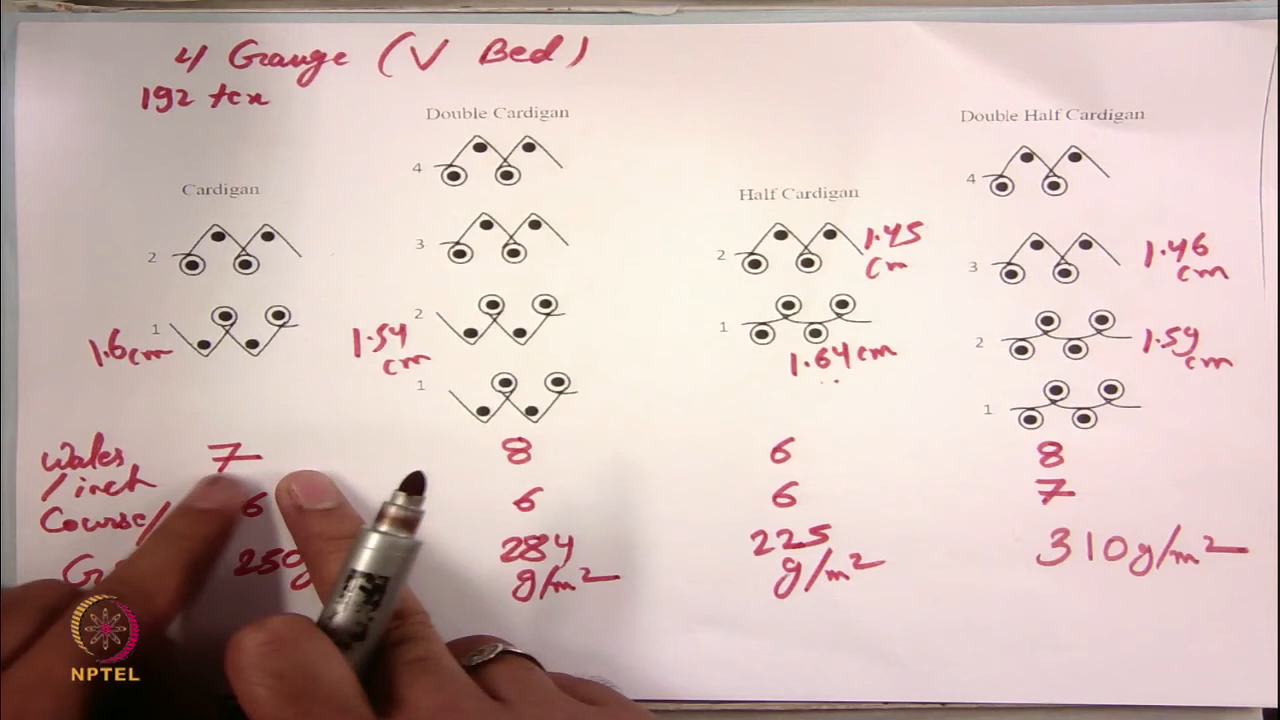 4 Gauge (V Bed)
192 tex
Cardigan
2
1
1.6cm
Double Cardigan
4
3
2
1
1.54
cm
Half Cardigan
2
1
1.45
cm
1.64cm
Double Half Cardigan
4
3
2
1
1.46
cm
1.59
cm
Wales
/inch
7 8 6 8
Course/
6 6 6 7
G
250g
284
g/m²
225
g/m²
310g/m²
NPTEL